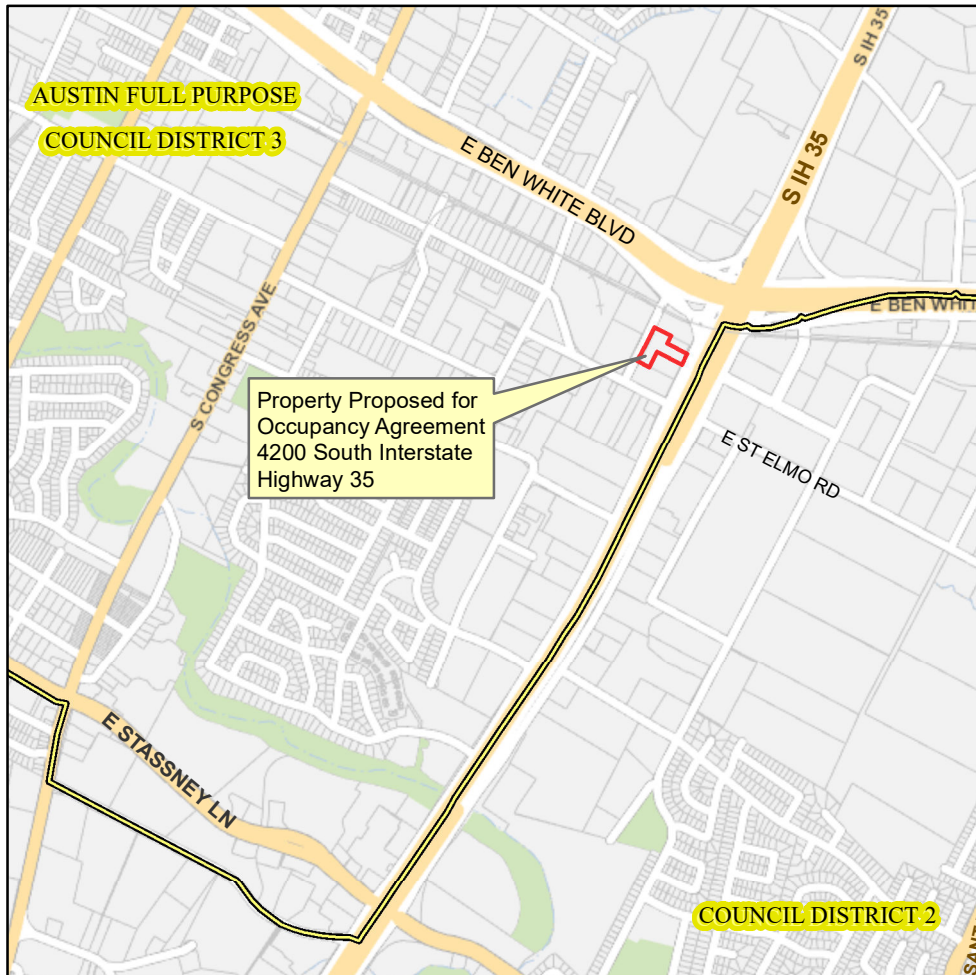 S IH 35
AUSTIN FULL PURPOSE
COUNCIL DISTRICT 3
E BEN WHITE BLVD
S IH 35
E BEN WHIT
S CONGRESS AVE
Property Proposed for
Occupancy Agreement
4200 South Interstate
Highway 35
E ST ELMO RD
E STASSNEY LN
COUNCIL DISTRICT 2
SANT